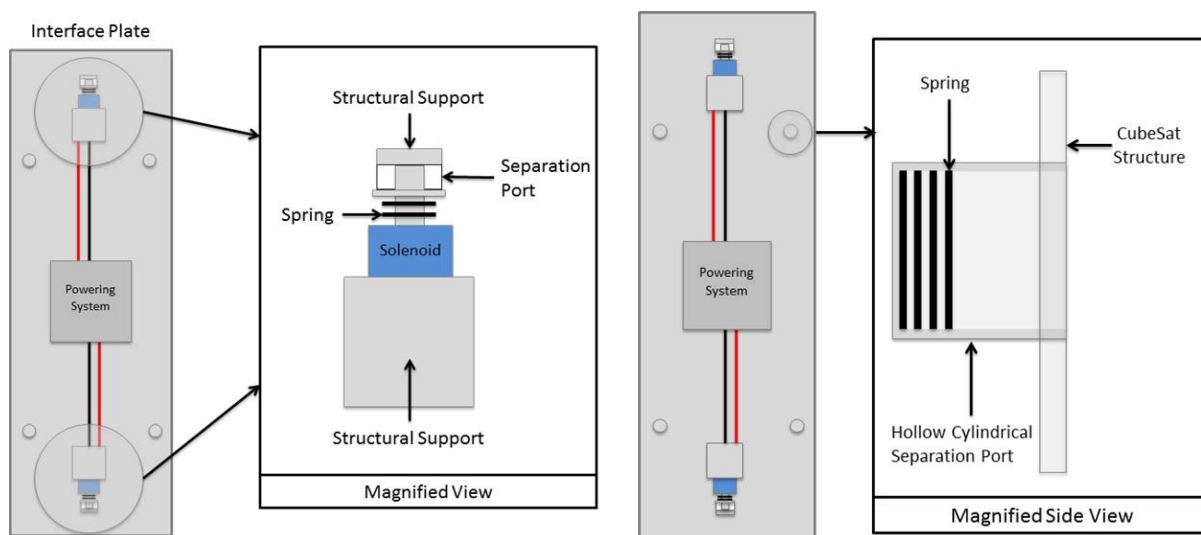 Interface Plate
Structural Support
Separation
Port
Spring
Solenoid
Powering
System
Structural Support
Magnified View
Spring
CubeSat
Structure
Powering
System
Hollow Cylindrical
Separation Port
Magnified Side View